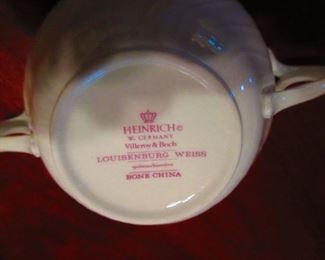 HEINRICH©
W. GERMANY
Villeroy & Boch
LOUISENBURG WEISS
BONE CHINA